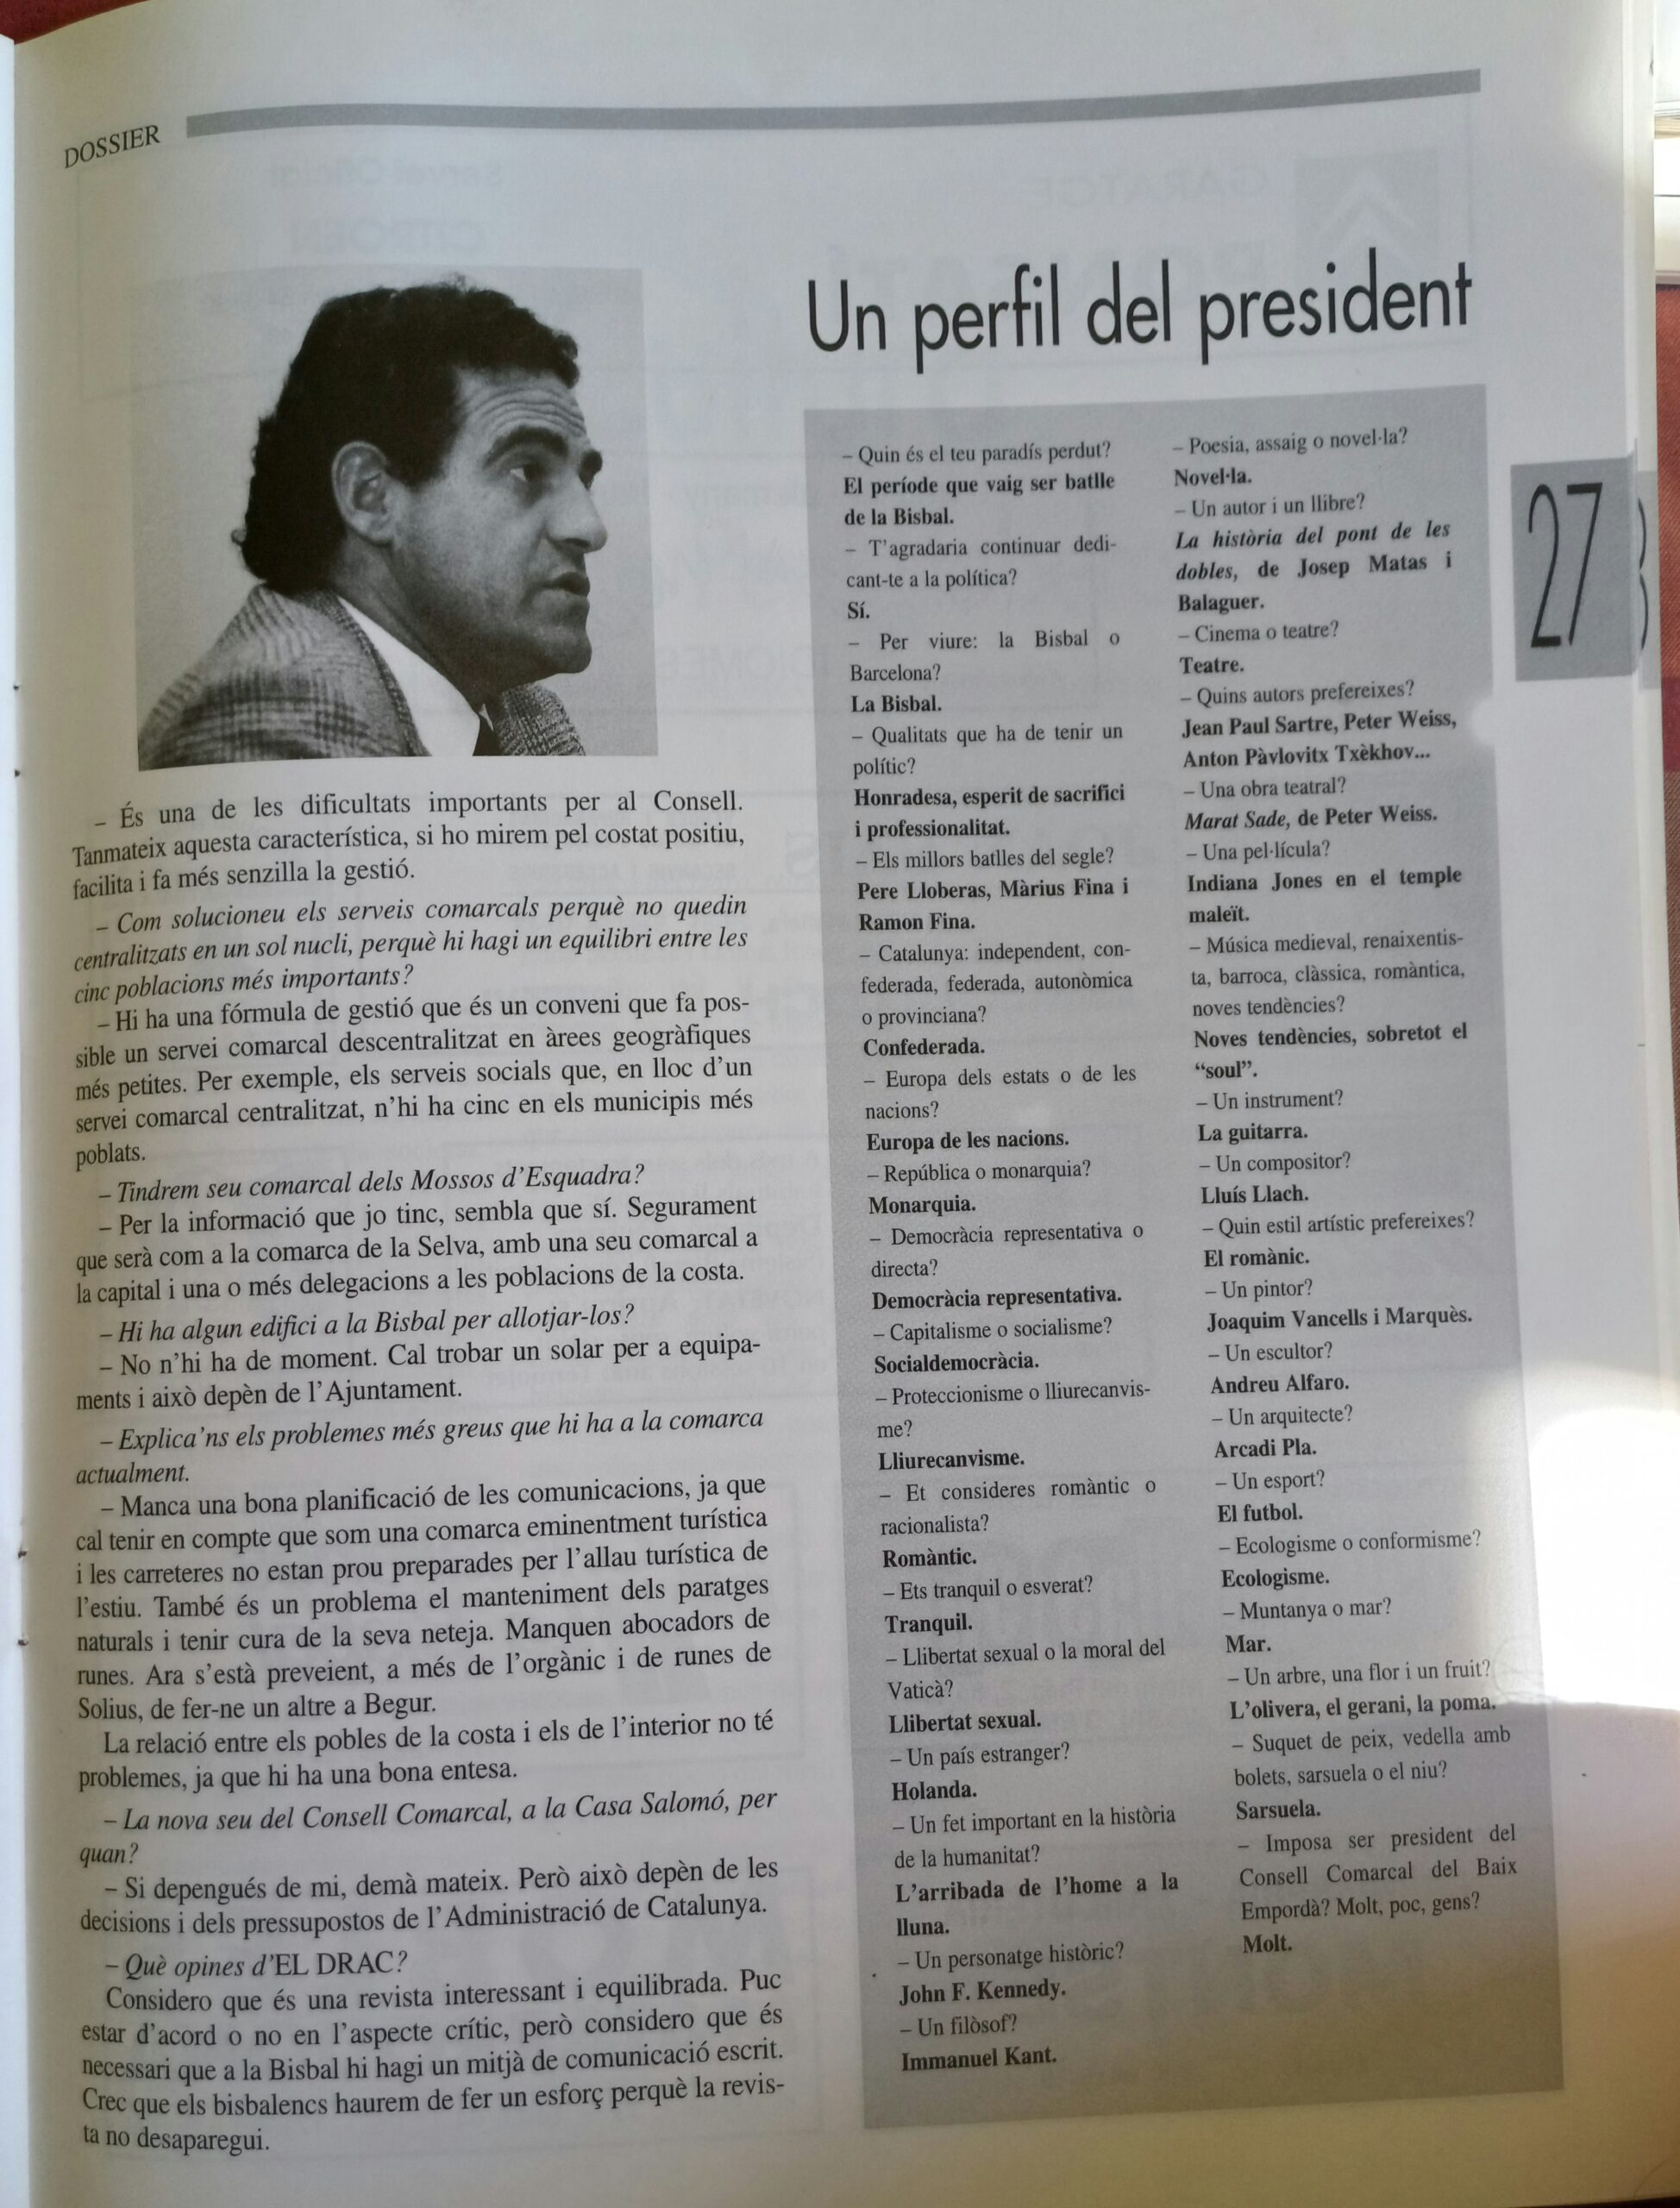 DOSSIER
Un perfil del president
27
– És una de les dificultats importants per al Consell.
Tanmateix aquesta característica, si ho mirem pel costat positiu,
facilita i fa més senzilla la gestió.
– Com solucioneu els serveis comarcals perquè no quedin
centralitzats en un sol nucli, perquè hi hagi un equilibri entre les
cinc poblacions més importants?
– Hi ha una fórmula de gestió que és un conveni que fa pos-
sible un servei comarcal descentralitzat en àrees geogràfiques
més petites. Per exemple, els serveis socials que, en lloc d'un
servei comarcal centralitzat, n'hi ha cinc en els municipis més
poblats.
– Tindrem seu comarcal dels Mossos d'Esquadra?
– Per la informació que jo tinc, sembla que sí. Segurament
que serà com a la comarca de la Selva, amb una seu comarcal a
la capital i una o més delegacions a les poblacions de la costa.
– Hi ha algun edifici a la Bisbal per allotjar-los?
– No n'hi ha de moment. Cal trobar un solar per a equipa-
ments i això depèn de l'Ajuntament.
– Explica'ns els problemes més greus que hi ha a la comarca
actualment.
– Manca una bona planificació de les comunicacions, ja que
cal tenir en compte que som una comarca eminentment turística
i les carreteres no estan prou preparades per l'allau turística de
l'estiu. També és un problema el manteniment dels paratges
naturals i tenir cura de la seva neteja. Manquen abocadors de
runes. Ara s'està preveient, a més de l'orgànic i de runes de
Solius, de fer-ne un altre a Begur.
La relació entre els pobles de la costa i els de l'interior no té
problemes, ja que hi ha una bona entesa.
– La nova seu del Consell Comarcal, a la Casa Salomó, per
quan?
– Si depengués de mi, demà mateix. Però això depèn de les
decisions i dels pressupostos de l'Administració de Catalunya.
– Què opines d'EL DRAC?
Considero que és una revista interessant i equilibrada. Puc
estar d'acord o no en l'aspecte crític, però considero que és
necessari que a la Bisbal hi hagi un mitjà de comunicació escrit.
Crec que els bisbalencs haurem de fer un esforç perquè la revis-
ta no desaparegui.
– Quin és el teu paradís perdut?
El període que vaig ser batlle
de la Bisbal.
– T'agradaria continuar dedi-
cant-te a la política?
Sí.
– Per viure: la Bisbal o
Barcelona?
La Bisbal.
– Qualitats que ha de tenir un
polític?
Honradesa, esperit de sacrifici
i professionalitat.
– Els millors batlles del segle?
Pere Lloberas, Màrius Fina i
Ramon Fina.
– Catalunya: independent, con-
federada, federada, autonòmica
o provinciana?
Confederada.
– Europa dels estats o de les
nacions?
Europa de les nacions.
– República o monarquia?
Monarquia.
– Democràcia representativa o
directa?
Democràcia representativa.
– Capitalisme o socialisme?
Socialdemocràcia.
– Proteccionisme o lliurecanvis-
me?
Lliurecanvisme.
– Et consideres romàntic o
racionalista?
Romàntic.
– Ets tranquil o esverat?
Tranquil.
– Llibertat sexual o la moral del
Vaticà?
Llibertat sexual.
– Un país estranger?
Holanda.
– Un fet important en la història
de la humanitat?
L'arribada de l'home a la
lluna.
– Un personatge històric?
John F. Kennedy.
– Un filòsof?
Immanuel Kant.
– Poesia, assaig o novel·la?
Novel·la.
– Un autor i un llibre?
La història del pont de les
dobles, de Josep Matas i
Balaguer.
– Cinema o teatre?
Teatre.
– Quins autors prefereixes?
Jean Paul Sartre, Peter Weiss,
Anton Pàvlovitx Txèkhov...
– Una obra teatral?
Marat Sade, de Peter Weiss.
– Una pel·lícula?
Indiana Jones en el temple
maleït.
– Música medieval, renaixentis-
ta, barroca, clàssica, romàntica,
noves tendències?
Noves tendències, sobretot el
“soul”.
– Un instrument?
La guitarra.
– Un compositor?
Lluís Llach.
– Quin estil artístic prefereixes?
El romànic.
– Un pintor?
Joaquim Vancells i Marquès.
– Un escultor?
Andreu Alfaro.
– Un arquitecte?
Arcadi Pla.
– Un esport?
El futbol.
– Ecologisme o conformisme?
Ecologisme.
– Muntanya o mar?
Mar.
– Un arbre, una flor i un fruit?
L'olivera, el gerani, la poma.
– Suquet de peix, vedella amb
bolets, sarsuela o el niu?
Sarsuela.
– Imposa ser president del
Consell Comarcal del Baix
Empordà? Molt, poc, gens?
Molt.